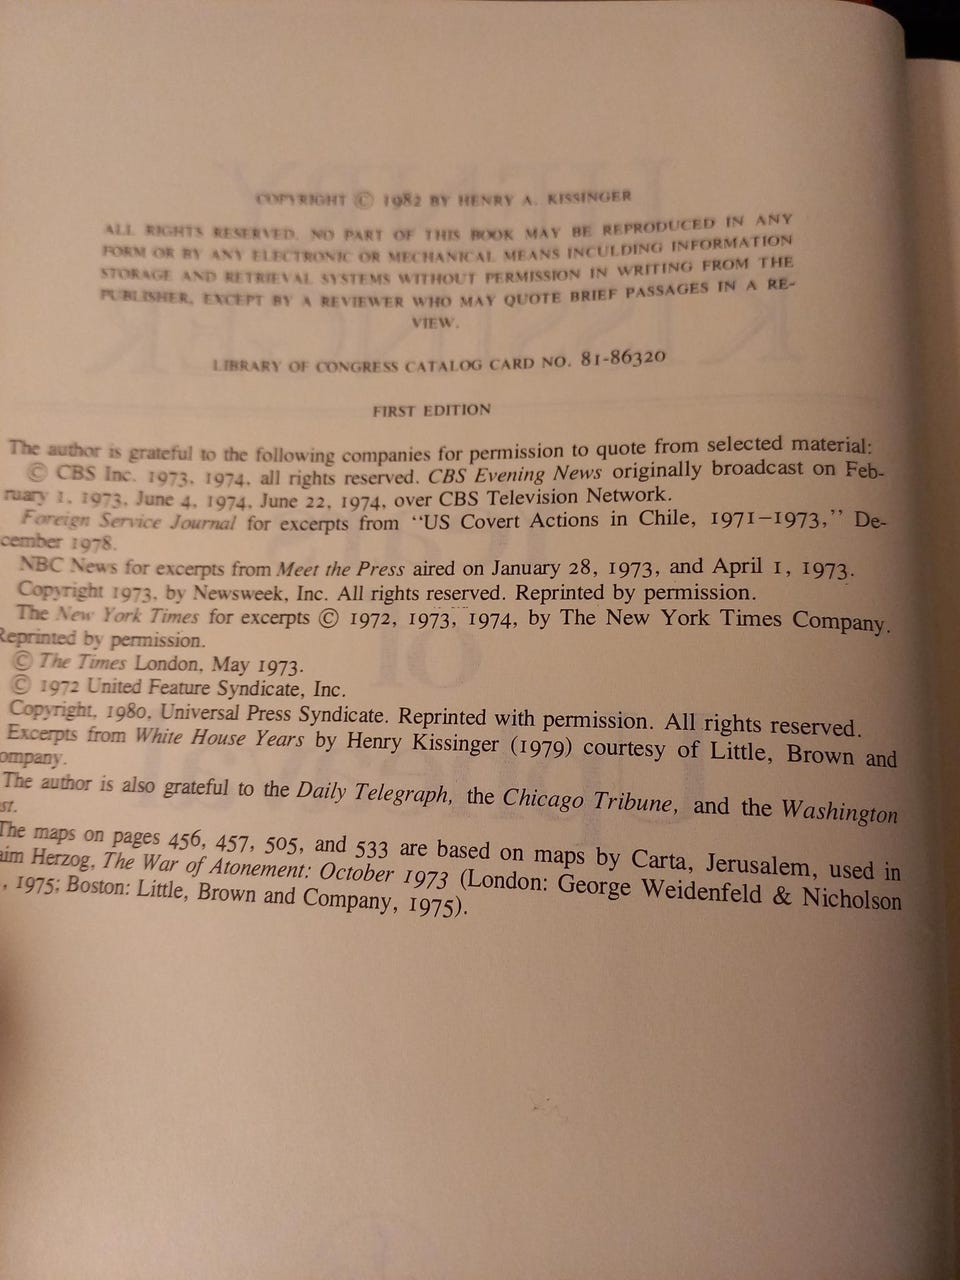 COPYRIGHT © 1982 BY HENRY A. KISSINGER
ALL RIGHTS RESERVED. NO PART OF THIS BOOK MAY BE REPRODUCED IN ANY
FORM OR BY ANY ELECTRONIC OR MECHANICAL MEANS INCULDING INFORMATION
STORAGE AND RETRIEVAL SYSTEMS WITHOUT PERMISSION IN WRITING FROM THE
PUBLISHER, EXCEPT BY A REVIEWER WHO MAY QUOTE BRIEF PASSAGES IN A RE-
VIEW.
LIBRARY OF CONGRESS CATALOG CARD NO. 81-86320
FIRST EDITION
The author is grateful to the following companies for permission to quote from selected material:
© CBS Inc. 1973, 1974, all rights reserved. CBS Evening News originally broadcast on Feb-
ruary 1, 1973, June 4, 1974, June 22, 1974, over CBS Television Network.
Foreign Service Journal for excerpts from “US Covert Actions in Chile, 1971–1973,” De-
cember 1978.
NBC News for excerpts from Meet the Press aired on January 28, 1973, and April 1, 1973.
Copyright 1973, by Newsweek, Inc. All rights reserved. Reprinted by permission.
The New York Times for excerpts © 1972, 1973, 1974, by The New York Times Company.
Reprinted by permission.
© The Times London, May 1973.
© 1972 United Feature Syndicate, Inc.
Copyright, 1980, Universal Press Syndicate. Reprinted with permission. All rights reserved.
Excerpts from White House Years by Henry Kissinger (1979) courtesy of Little, Brown and
ompany.
The author is also grateful to the Daily Telegraph, the Chicago Tribune, and the Washington
st.
The maps on pages 456, 457, 505, and 533 are based on maps by Carta, Jerusalem, used in
aim Herzog, The War of Atonement: October 1973 (London: George Weidenfeld & Nicholson
, 1975; Boston: Little, Brown and Company, 1975).